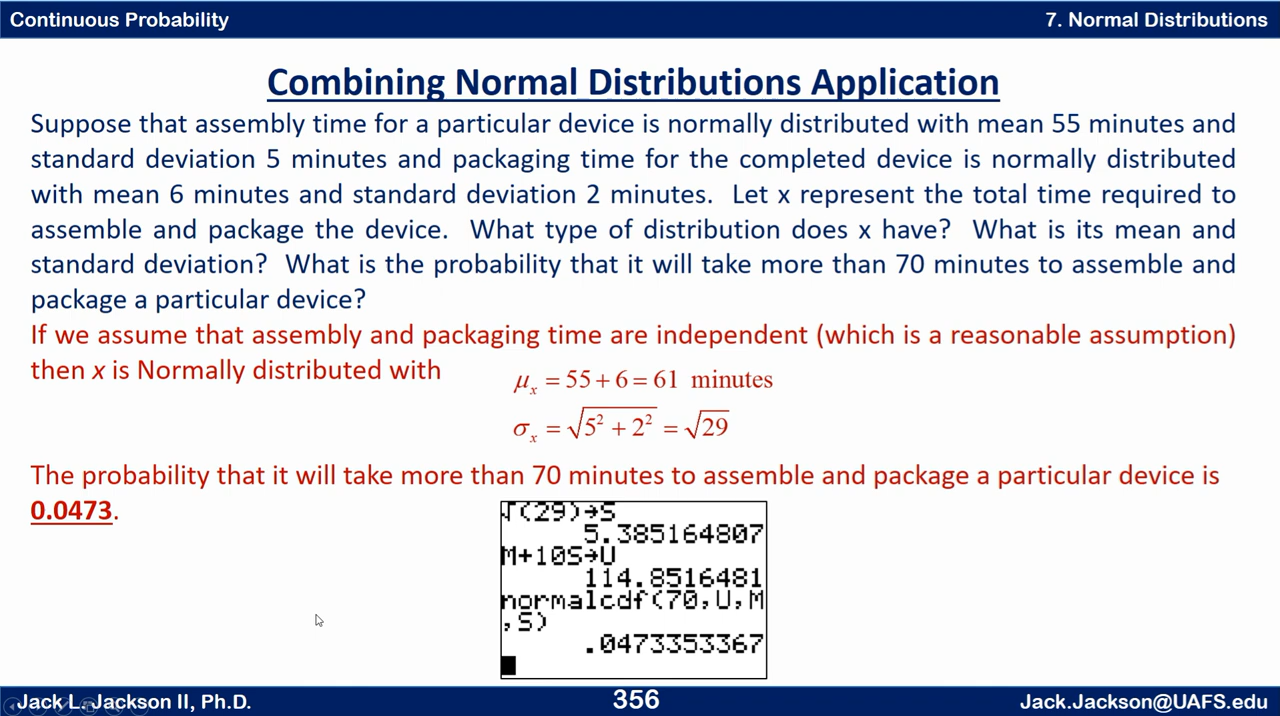 Continuous Probability
7. Normal Distributions
Combining Normal Distributions Application
Suppose that assembly time for a particular device is normally distributed with mean 55 minutes and
standard deviation 5 minutes and packaging time for the completed device is normally distributed
with mean 6 minutes and standard deviation 2 minutes. Let x represent the total time required to
assemble and package the device. What type of distribution does x have? What is its mean and
standard deviation? What is the probability that it will take more than 70 minutes to assemble and
package a particular device?
If we assume that assembly and packaging time are independent (which is a reasonable assumption)
then x is Normally distributed with
μₓ = 55 + 6 = 61 minutes
σₓ = √(5² + 2²) = √29
The probability that it will take more than 70 minutes to assemble and package a particular device is
0.0473.
√(29)→S
5.385164807
M+10S→U
114.8516481
normalcdf(70,U,M
,S)
.0473353367
Jack L. Jackson II, Ph.D.
356
Jack.Jackson@UAFS.edu